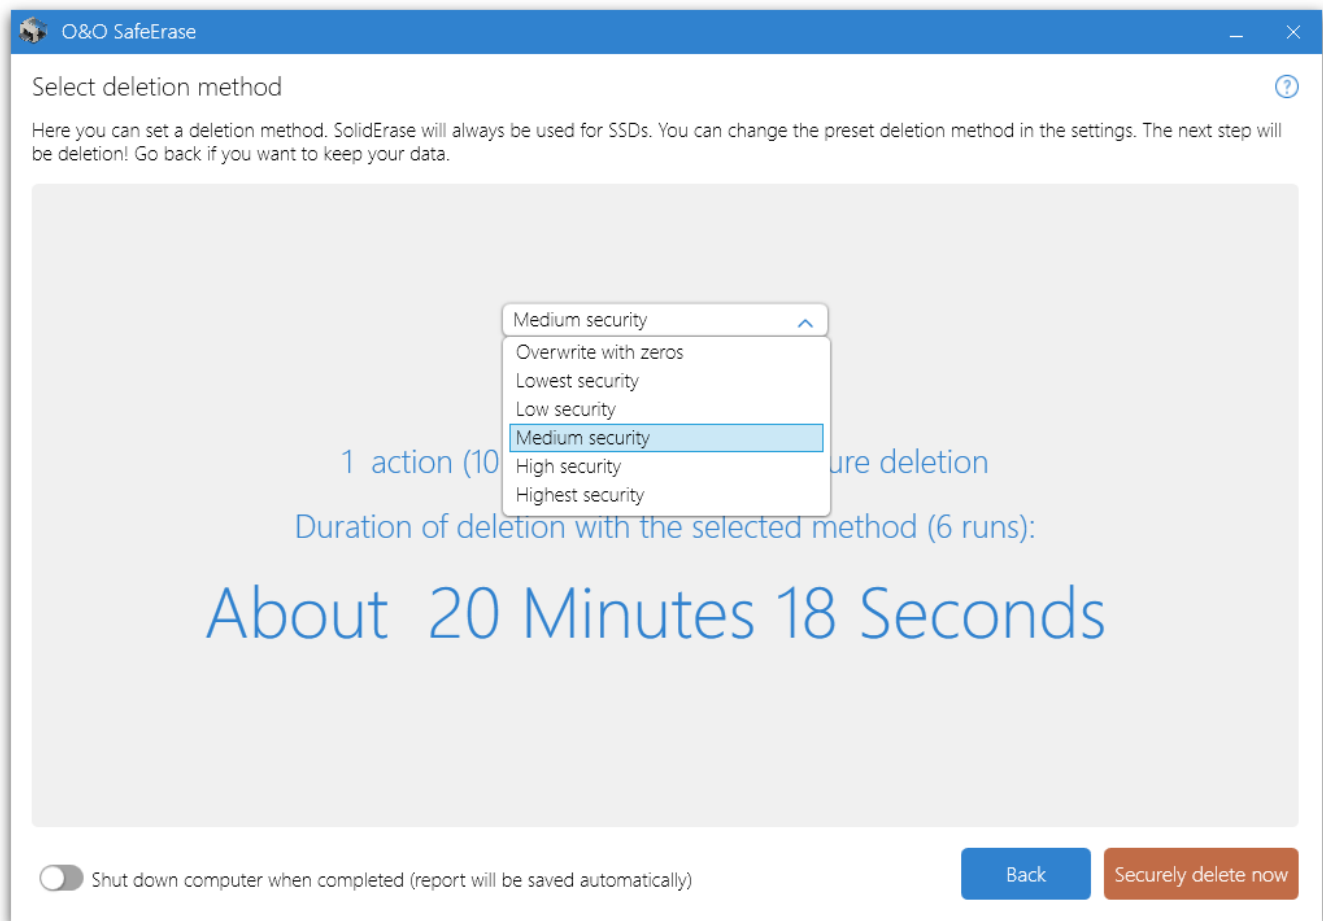 O&O SafeErase
Select deletion method
Here you can set a deletion method. SolidErase will always be used for SSDs. You can change the preset deletion method in the settings. The next step will
be deletion! Go back if you want to keep your data.
Medium security
Overwrite with zeros
Lowest security
Low security
Medium security
High security
Highest security
1 action (10 ure deletion
Duration of deletion with the selected method (6 runs):
About 20 Minutes 18 Seconds
Shut down computer when completed (report will be saved automatically)
Back
Securely delete now